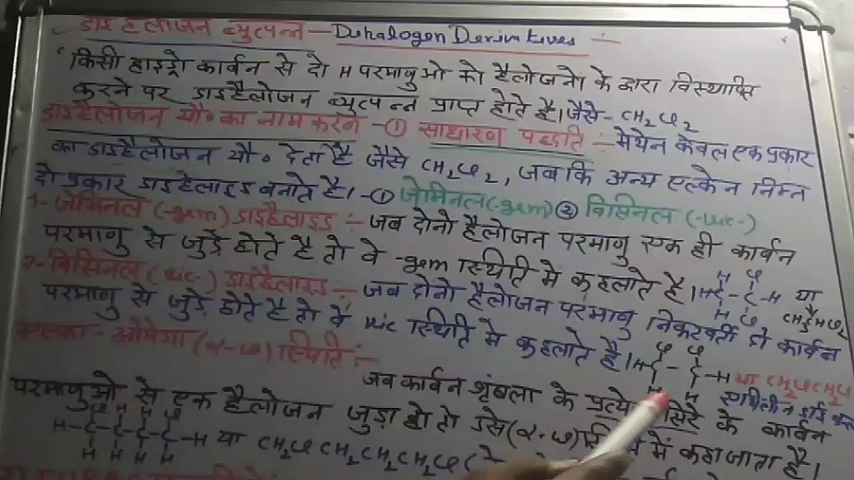 डाइहैलोजन व्युत्पन्न - Dihalogen Derivatives :-
किसी हाइड्रो कार्बन से दो H परमाणुओ को हैलोजनो के द्वारा विस्थापित
करने पर डाइहैलोजन व्युत्पन्न प्राप्त होते है। जैसे - CH₂Cl₂
डाइहैलोजन यौ० का नाम करण - ① साधारण पद्धति :- मेथेन केवल एक प्रकार
का डाइहैलोजन यौ० देता है जैसे CH₂Cl₂, जबकि अन्य एल्केन निम्न
दो प्रकार डाइहैलाइड बनाते है। - ① जेमिनल (-gem) ② विसिनल (-vic-)
1- जेमिनल (-gem) डाइहैलाइड :- जब दोनो हैलोजन परमाणु एक ही कार्बन
परमाणु से जुड़े होते है तो वे -gem स्थिति मे कहलाते है। या
2- विसिनल (vic-) डाइहैलाइड :- जब दोनो हैलोजन परमाणु निकटवर्ती दो कार्बन
परमाणु से जुड़े होते है तो वे vic स्थिति मे कहलाते है। या CH₂ClCH₂Cl
अल्फा - ओमेगा (α-ω) स्थिति :-
जब कार्बन श्रृंखला के प्रत्येक सिरे के कार्बन
परमाणुओ से एक हैलोजन जुड़ा हो तो उसे (α-ω) में कहा जाता है।
या CH₂Cl CH₂CH₂CH₂Cl